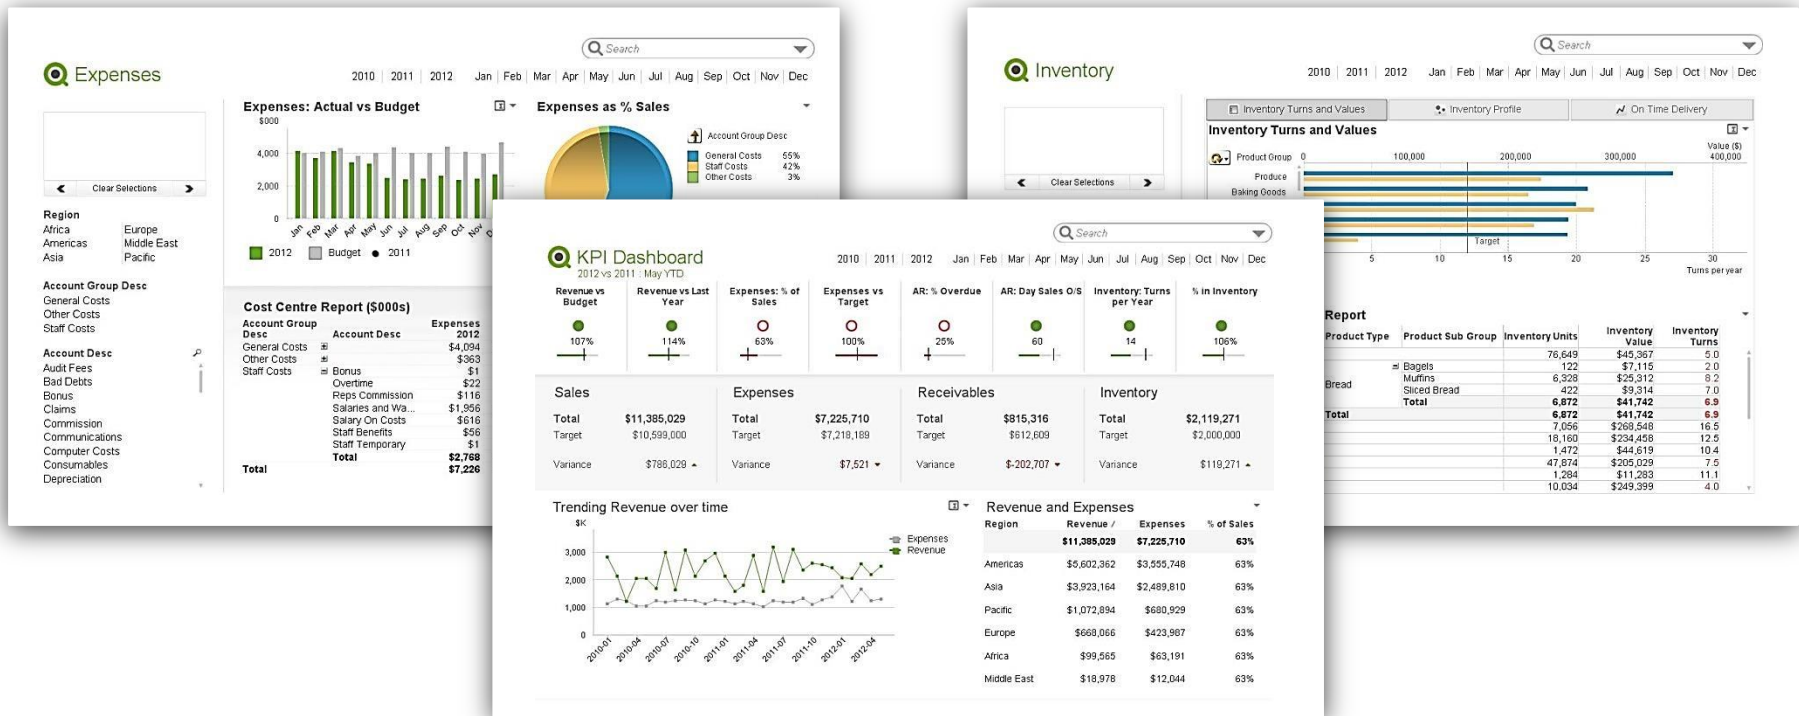 Search
Expenses
2010 2011 2012 Jan Feb Mar Apr May Jun Jul Aug Sep Oct Nov Dec
Clear Selections
Region
Africa Europe
Americas Middle East
Asia Pacific
Account Group Desc
General Costs
Other Costs
Staff Costs
Account Desc
Audit Fees
Bad Debts
Bonus
Claims
Commission
Communications
Computer Costs
Consumables
Depreciation
Expenses: Actual vs Budget
$000
4,000
2,000
0
Jan Feb Mar Apr May Jun Jul Aug Sep Oct Nov
2012 Budget 2011
Expenses as % Sales
Account Group Desc
General Costs 55%
Staff Costs 42%
Other Costs 3%
Cost Centre Report ($000s)
Account Group Desc Account Desc Expenses 2012
General Costs $4,094
Other Costs $363
Staff Costs Bonus $1
Overtime $22
Reps Commission $116
Salaries and Wa... $1,956
Salary On Costs $616
Staff Benefits $56
Staff Temporary $1
Total $2,768
Total $7,226
Search
KPI Dashboard
2012 vs 2011 : May YTD
2010 2011 2012 Jan Feb Mar Apr May Jun Jul Aug Sep Oct Nov Dec
Revenue vs Budget
107%
Revenue vs Last Year
114%
Expenses: % of Sales
63%
Expenses vs Target
100%
AR: % Overdue
25%
AR: Day Sales O/S
60
Inventory: Turns per Year
14
% in Inventory
106%
Sales
Total $11,385,029
Target $10,599,000
Variance $786,029
Expenses
Total $7,225,710
Target $7,218,189
Variance $7,521
Receivables
Total $815,316
Target $612,609
Variance $-202,707
Inventory
Total $2,119,271
Target $2,000,000
Variance $119,271
Trending Revenue over time
$K
3,000
2,000
1,000
0
2010-01 2010-04 2010-07 2010-10 2011-01 2011-04 2011-07 2011-10 2012-01 2012-04
Expenses
Revenue
Revenue and Expenses
Region Revenue / Expenses % of Sales
$11,385,029 $7,225,710 63%
Americas $5,602,362 $3,555,748 63%
Asia $3,923,164 $2,489,810 63%
Pacific $1,072,894 $680,929 63%
Europe $668,066 $423,987 63%
Africa $99,565 $63,191 63%
Middle East $18,978 $12,044 63%
Search
Inventory
2010 2011 2012 Jan Feb Mar Apr May Jun Jul Aug Sep Oct Nov Dec
Clear Selections
Inventory Turns and Values Inventory Profile On Time Delivery
Inventory Turns and Values
Value ($)
Product Group 0 100,000 200,000 300,000 400,000
Produce
Baking Goods
Target
5 10 15 20 25 30
Turns per year
Report
Product Type Product Sub Group Inventory Units Inventory Value Inventory Turns
76,649 $45,367 5.0
Bread Bagels 122 $7,115 2.0
Muffins 6,328 $25,312 8.2
Sliced Bread 422 $9,314 7.0
Total 6,872 $41,742 6.9
Total 6,872 $41,742 6.9
7,056 $268,548 16.5
18,160 $234,458 12.5
1,472 $44,619 10.4
47,874 $205,029 7.5
1,284 $11,283 11.1
10,034 $249,399 4.0